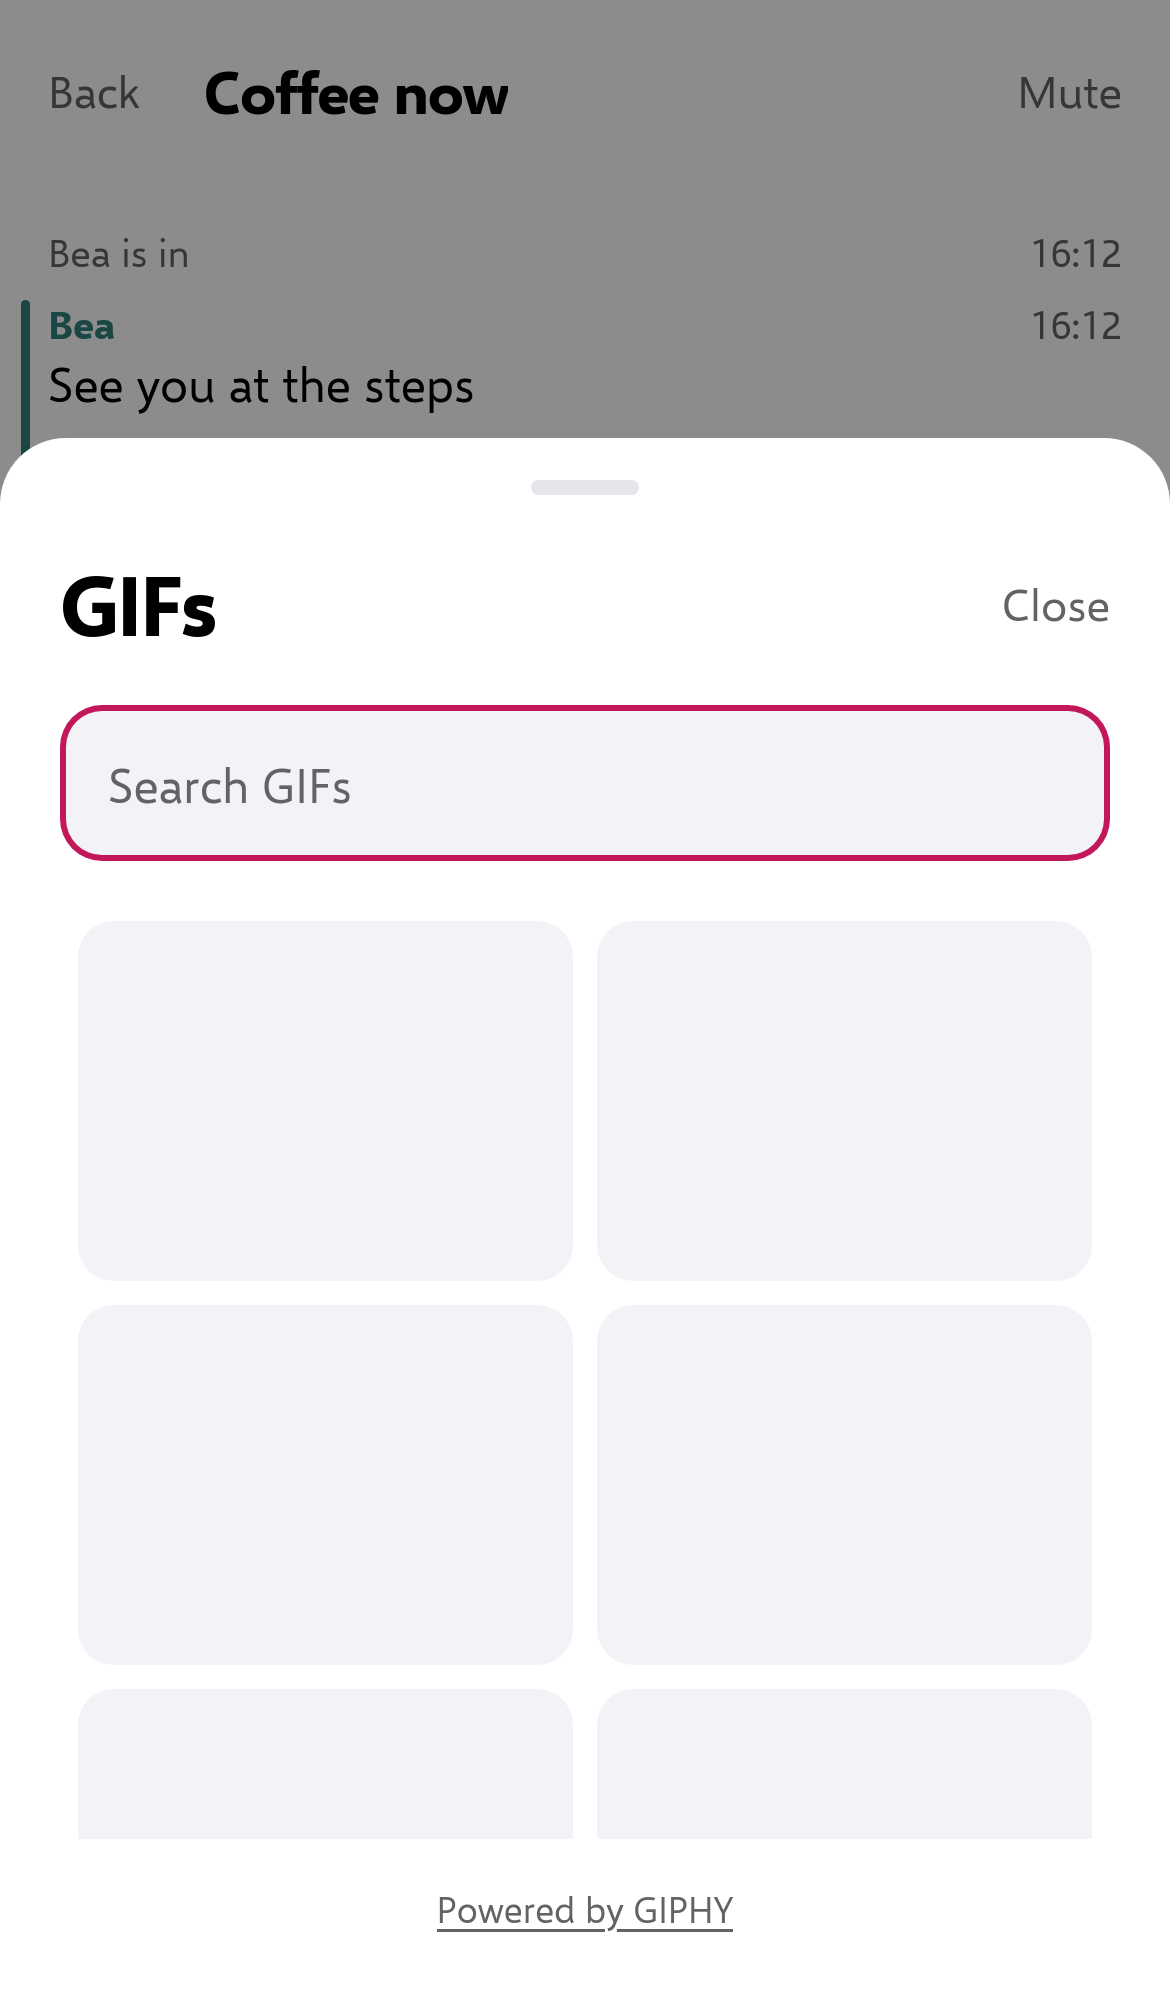 Back Coffee now Mute
Bea is in 16:12
Bea 16:12
See you at the steps
GIFs Close
Search GIFs
Powered by GIPHY